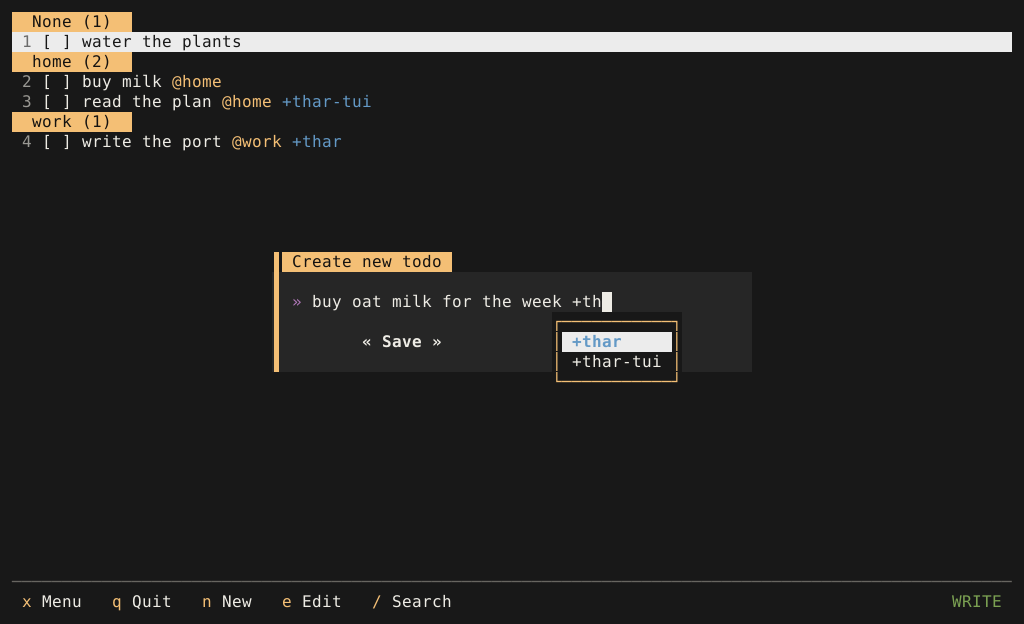 None (1)
1 [ ] water the plants
home (2)
2 [ ] buy milk @home
3 [ ] read the plan @home +thar-tui
work (1)
4 [ ] write the port @work +thar
Create new todo
» buy oat milk for the week +th
« Save »
+thar
+thar-tui
x Menu q Quit n New e Edit / Search WRITE